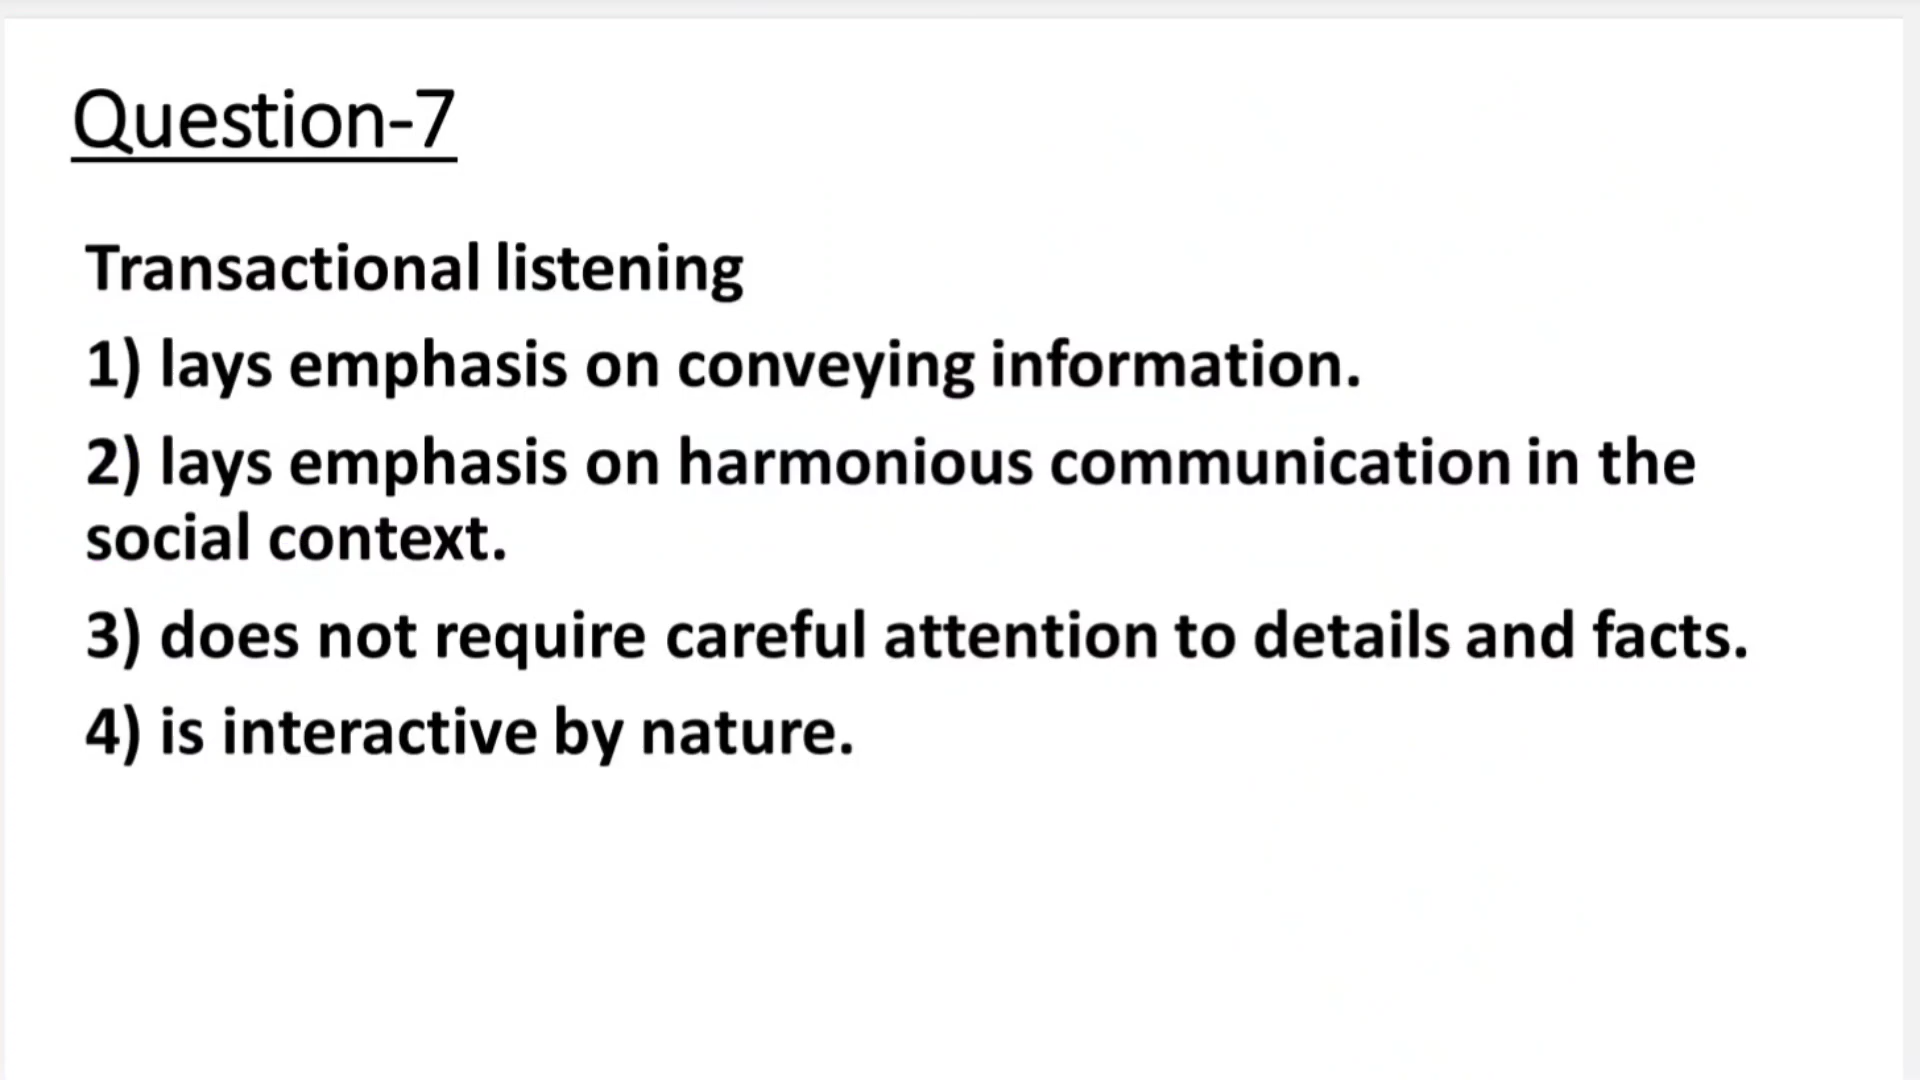 Question-7
Transactional listening
1) lays emphasis on conveying information.
2) lays emphasis on harmonious communication in the
social context.
3) does not require careful attention to details and facts.
4) is interactive by nature.